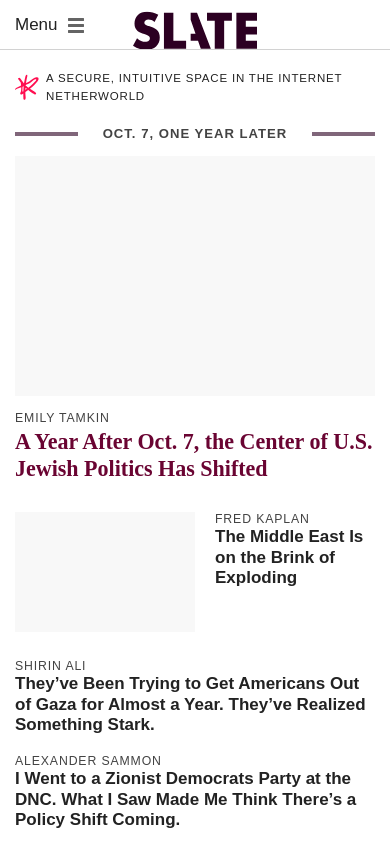 Menu
SLATE
A SECURE, INTUITIVE SPACE IN THE INTERNET
NETHERWORLD
OCT. 7, ONE YEAR LATER
EMILY TAMKIN
A Year After Oct. 7, the Center of U.S.
Jewish Politics Has Shifted
FRED KAPLAN
The Middle East Is
on the Brink of
Exploding
SHIRIN ALI
They’ve Been Trying to Get Americans Out
of Gaza for Almost a Year. They’ve Realized
Something Stark.
ALEXANDER SAMMON
I Went to a Zionist Democrats Party at the
DNC. What I Saw Made Me Think There’s a
Policy Shift Coming.